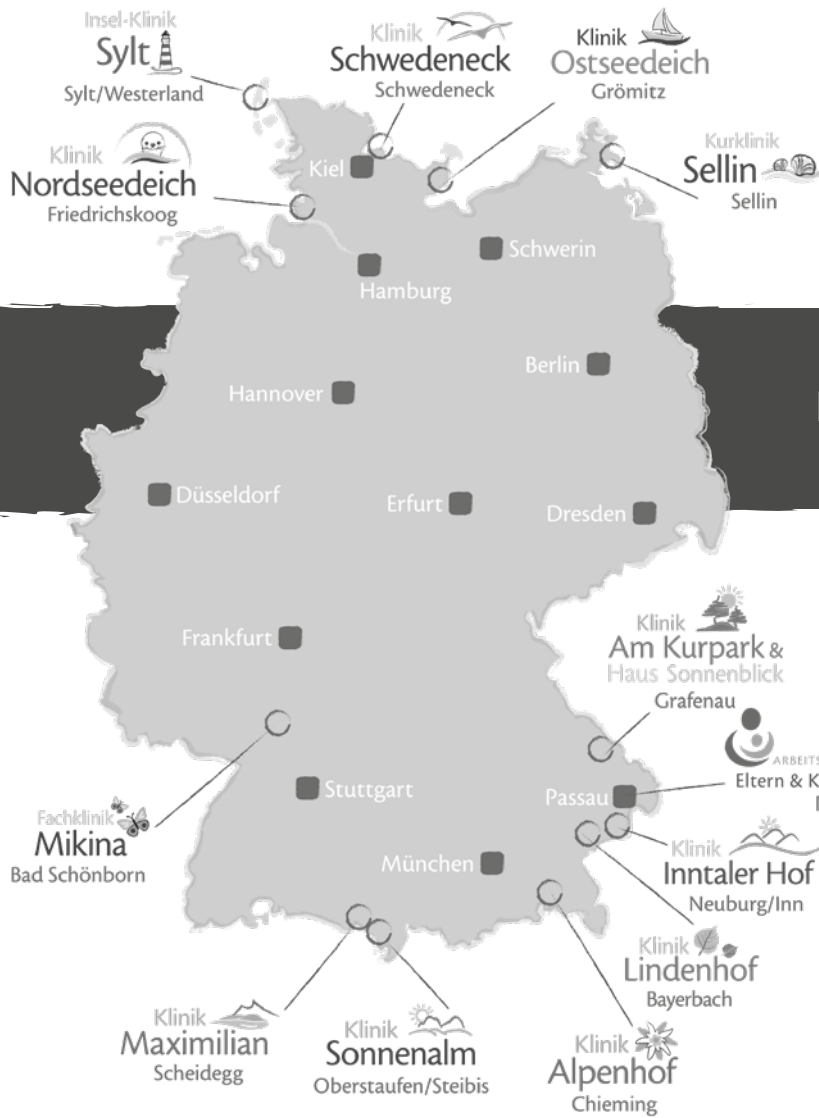 Insel-Klinik
Sylt
Sylt/Westerland
Klinik
Schwedeneck
Schwedeneck
Klinik
Ostseedeich
Grömitz
Klinik
Nordseedeich
Friedrichskoog
Kurklinik
Sellin
Sellin
Kiel
Schwerin
Hamburg
Berlin
Hannover
Düsseldorf
Erfurt
Dresden
Frankfurt
Klinik
Am Kurpark &
Haus Sonnenblick
Grafenau
ARBEITS
Eltern & K
Stuttgart
Passau
Fachklinik
Mikina
Bad Schönborn
München
Klinik
Inntaler Hof
Neuburg/Inn
Klinik
Lindenhof
Bayerbach
Klinik
Maximilian
Scheidegg
Klinik
Sonnenalm
Oberstaufen/Steibis
Klinik
Alpenhof
Chieming